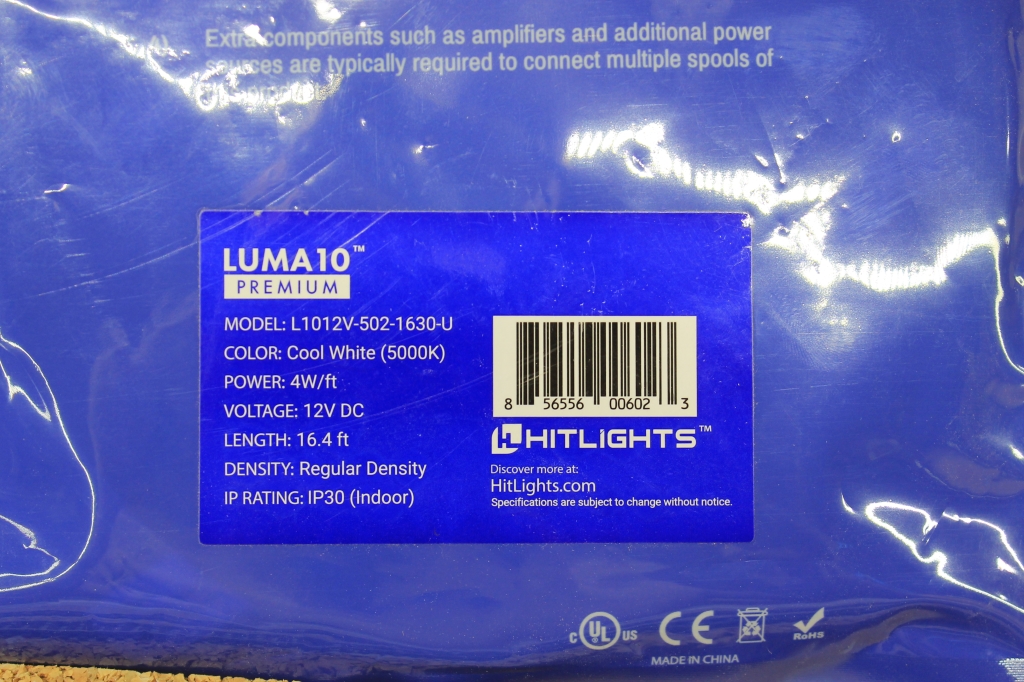 Extra components such as amplifiers and additional power
sources are typically required to connect multiple spools of
LUMA10™
PREMIUM
MODEL: L1012V-502-1630-U
COLOR: Cool White (5000K)
POWER: 4W/ft
VOLTAGE: 12V DC
LENGTH: 16.4 ft
DENSITY: Regular Density
IP RATING: IP30 (Indoor)
8 56556 00602 3
HITLIGHTS™
Discover more at:
HitLights.com
Specifications are subject to change without notice.
c UL US CE RoHS
MADE IN CHINA